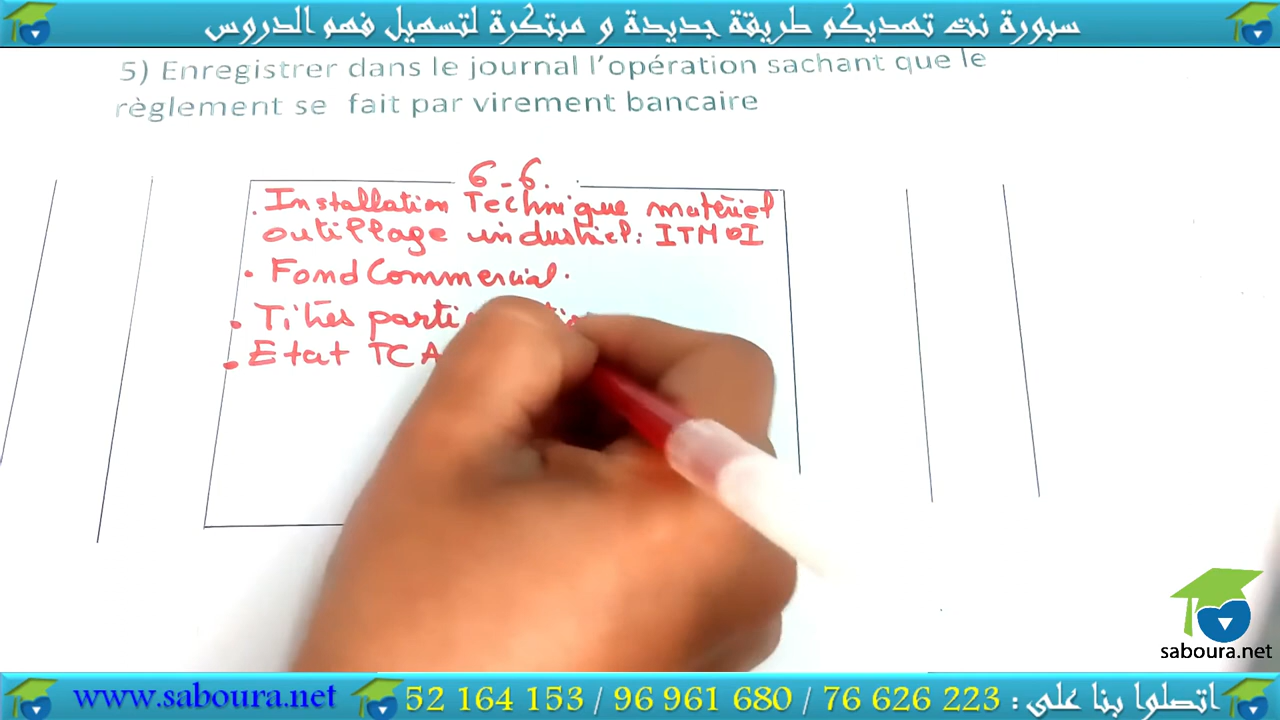 سبورة نت تهديكم طريقة جديدة و مبتكرة لتسهيل فهم الدروس
5) Enregistrer dans le journal l'opération sachant que le
règlement se fait par virement bancaire
6-6.
. Installation Technique matériel
outillage industriel: ITMOI
• Fond Commercial.
• Titres parti
• Etat TCA
saboura.net
www.saboura.net 52 164 153 / 96 961 680 / 76 626 223 : اتصلوا بنا على